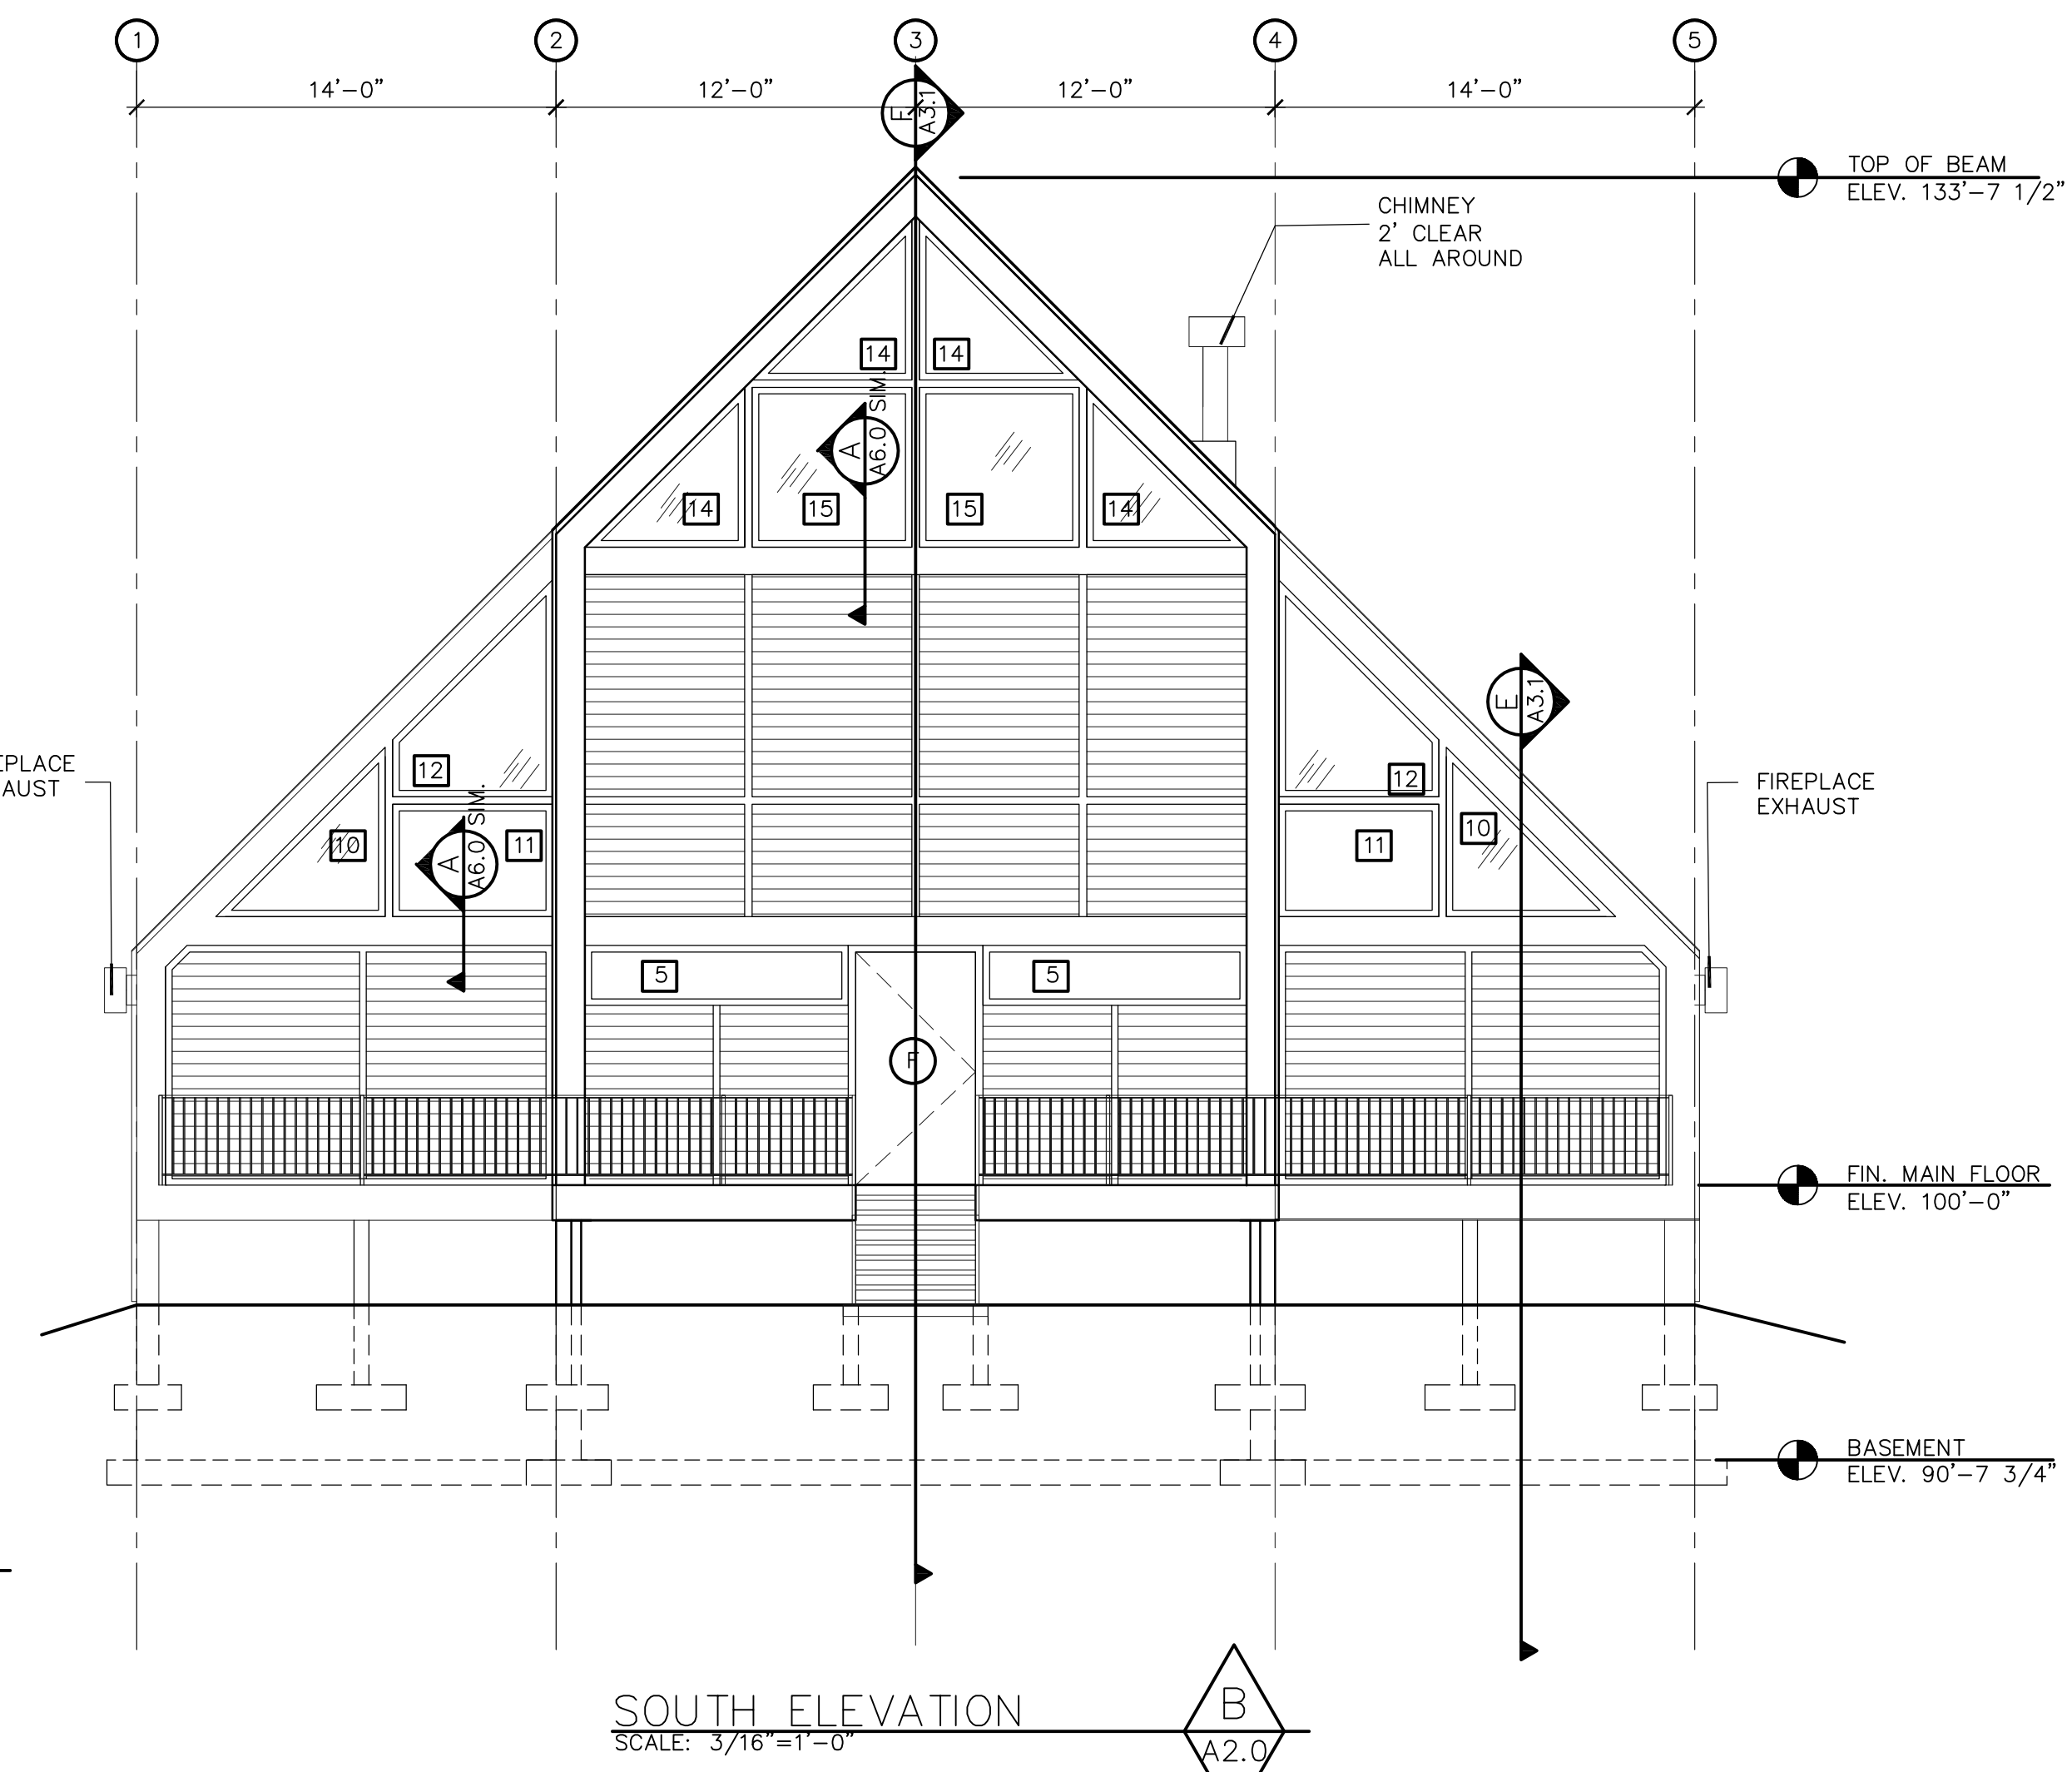 1
2
3
4
5
14'-0"
12'-0"
12'-0"
14'-0"
E
A3.1
TOP OF BEAM
ELEV. 133'-7 1/2"
CHIMNEY
2' CLEAR
ALL AROUND
14
14
A
A6.0 SIM.
14
15
15
14
E
A3.1
12
12
EPLACE
AUST
FIREPLACE
EXHAUST
10
A
A6.0 SIM.
11
11
10
5
5
F
FIN. MAIN FLOOR
ELEV. 100'-0"
BASEMENT
ELEV. 90'-7 3/4"
SOUTH ELEVATION
SCALE: 3/16"=1'-0"
B
A2.0